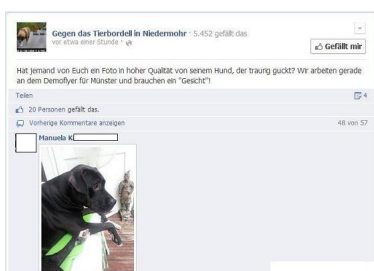 Gegen das Tierbordell in Niedermohr · 5.452 gefällt das
vor etwa einer Stunde ·
Gefällt mir
Hat jemand von Euch ein Foto in hoher Qualität von seinem Hund, der traurig guckt? Wir arbeiten gerade
an dem Demoflyer für Münster und brauchen ein "Gesicht"!
Teilen
4
20 Personen gefällt das.
Vorherige Kommentare anzeigen
48 von 57
Manuela K